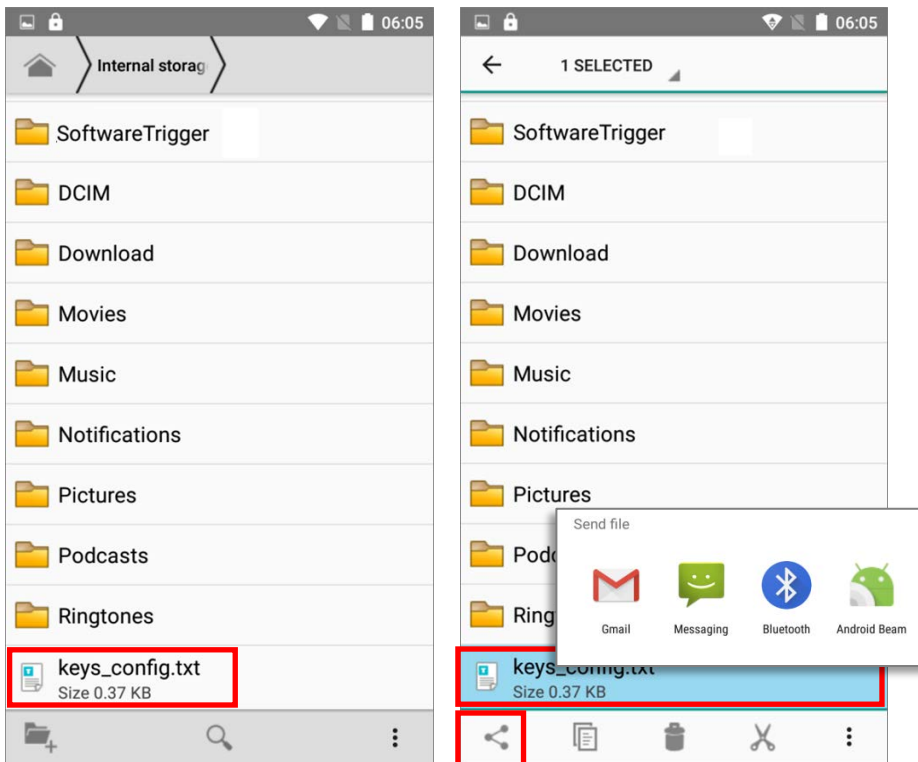 06:05
Internal storag
SoftwareTrigger
DCIM
Download
Movies
Music
Notifications
Pictures
Podcasts
Ringtones
keys_config.txt
Size 0.37 KB
06:05
1 SELECTED
SoftwareTrigger
DCIM
Download
Movies
Music
Notifications
Pictures
Podc
Ring
keys_config.txt
Size 0.37 KB
Send file
Gmail Messaging Bluetooth Android Beam